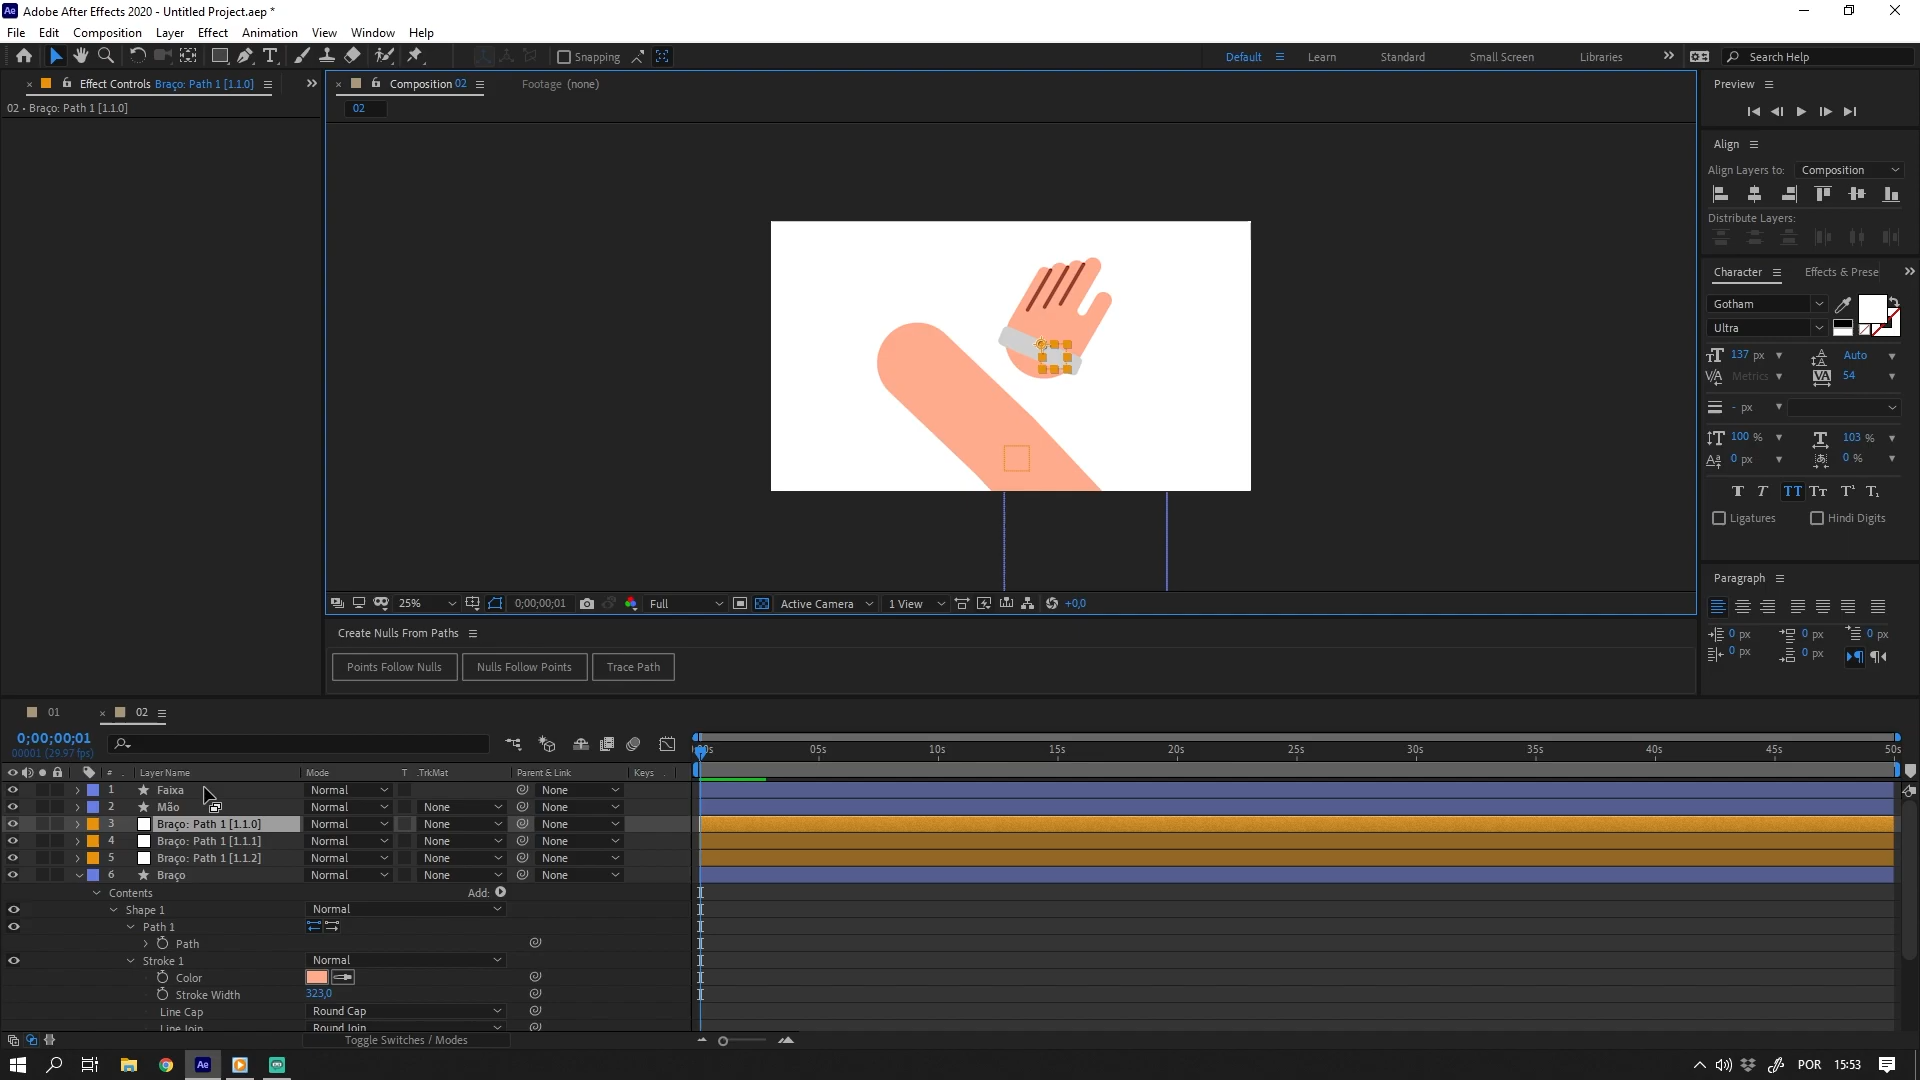 Adobe After Effects 2020 - Untitled Project.aep *
File Edit Composition Layer Effect Animation View Window Help
Snapping
Default Learn Standard Small Screen Libraries
Search Help
Effect Controls Braço: Path 1 [1.1.0]
Composition 02
Footage (none)
Preview
02 • Braço: Path 1 [1.1.0]
02
Align
Align Layers to: Composition
Distribute Layers:
Character Effects & Prese
Gotham
Ultra
137 px Auto
Metrics 54
- px
100 % 103 %
0 px 0 %
Ligatures Hindi Digits
Paragraph
0 px 0 px 0 px
0 px 0 px
25% 0;00;00;01 Full Active Camera 1 View +0,0
Create Nulls From Paths
Points Follow Nulls Nulls Follow Points Trace Path
01 02
0;00;00;01
00001 (29.97 fps)
05s 10s 15s 20s 25s 30s 35s 40s 45s 50s
# Layer Name Mode T .TrkMat Parent & Link Keys
1 Faixa Normal None
2 Mão Normal None None
3 Braço: Path 1 [1.1.0] Normal None None
4 Braço: Path 1 [1.1.1] Normal None None
5 Braço: Path 1 [1.1.2] Normal None None
6 Braço Normal None None
Contents Add:
Shape 1 Normal
Path 1
Path
Stroke 1 Normal
Color
Stroke Width 323,0
Line Cap Round Cap
Line Join Round Join
Toggle Switches / Modes
POR 15:53